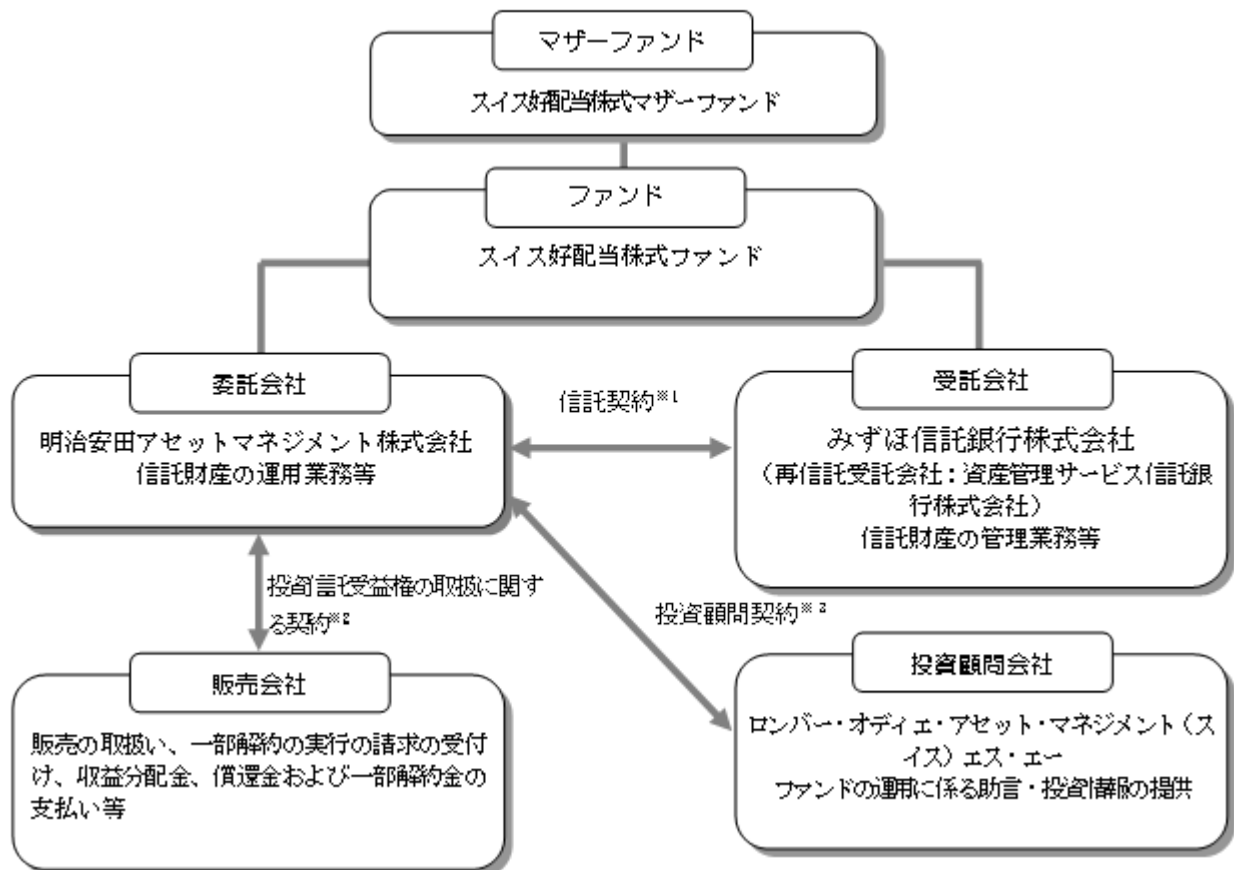 マザーファンド
スイス好配当株式マザーファンド
ファンド
スイス好配当株式ファンド
委託会社
明治安田アセットマネジメント株式会社
信託財産の運用業務等
信託契約※1
受託会社
みずほ信託銀行株式会社
（再信託受託会社：資産管理サービス信託銀
行株式会社）
信託財産の管理業務等
投資信託受益権の取扱に関す
る契約※2
投資顧問契約※3
販売会社
販売の取扱い、一部解約の実行の請求の受付
け、収益分配金、償還金および一部解約金の
支払い等
投資顧問会社
ロンバー・オディエ・アセット・マネジメント（ス
イス）エス・エー
ファンドの運用に係る助言・投資情報の提供